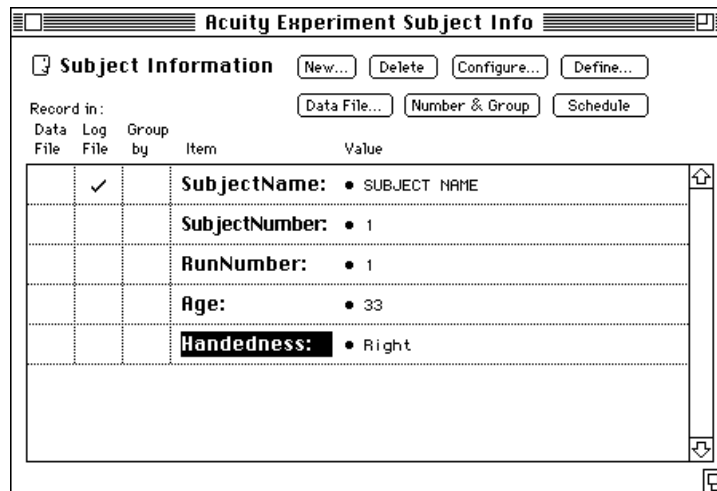 Acuity Experiment Subject Info
Subject Information New... Delete Configure... Define...
Data File... Number & Group Schedule
Record in:
Data Log Group
File File by Item Value
✓ SubjectName: • SUBJECT NAME
SubjectNumber: • 1
RunNumber: • 1
Age: • 33
Handedness: • Right